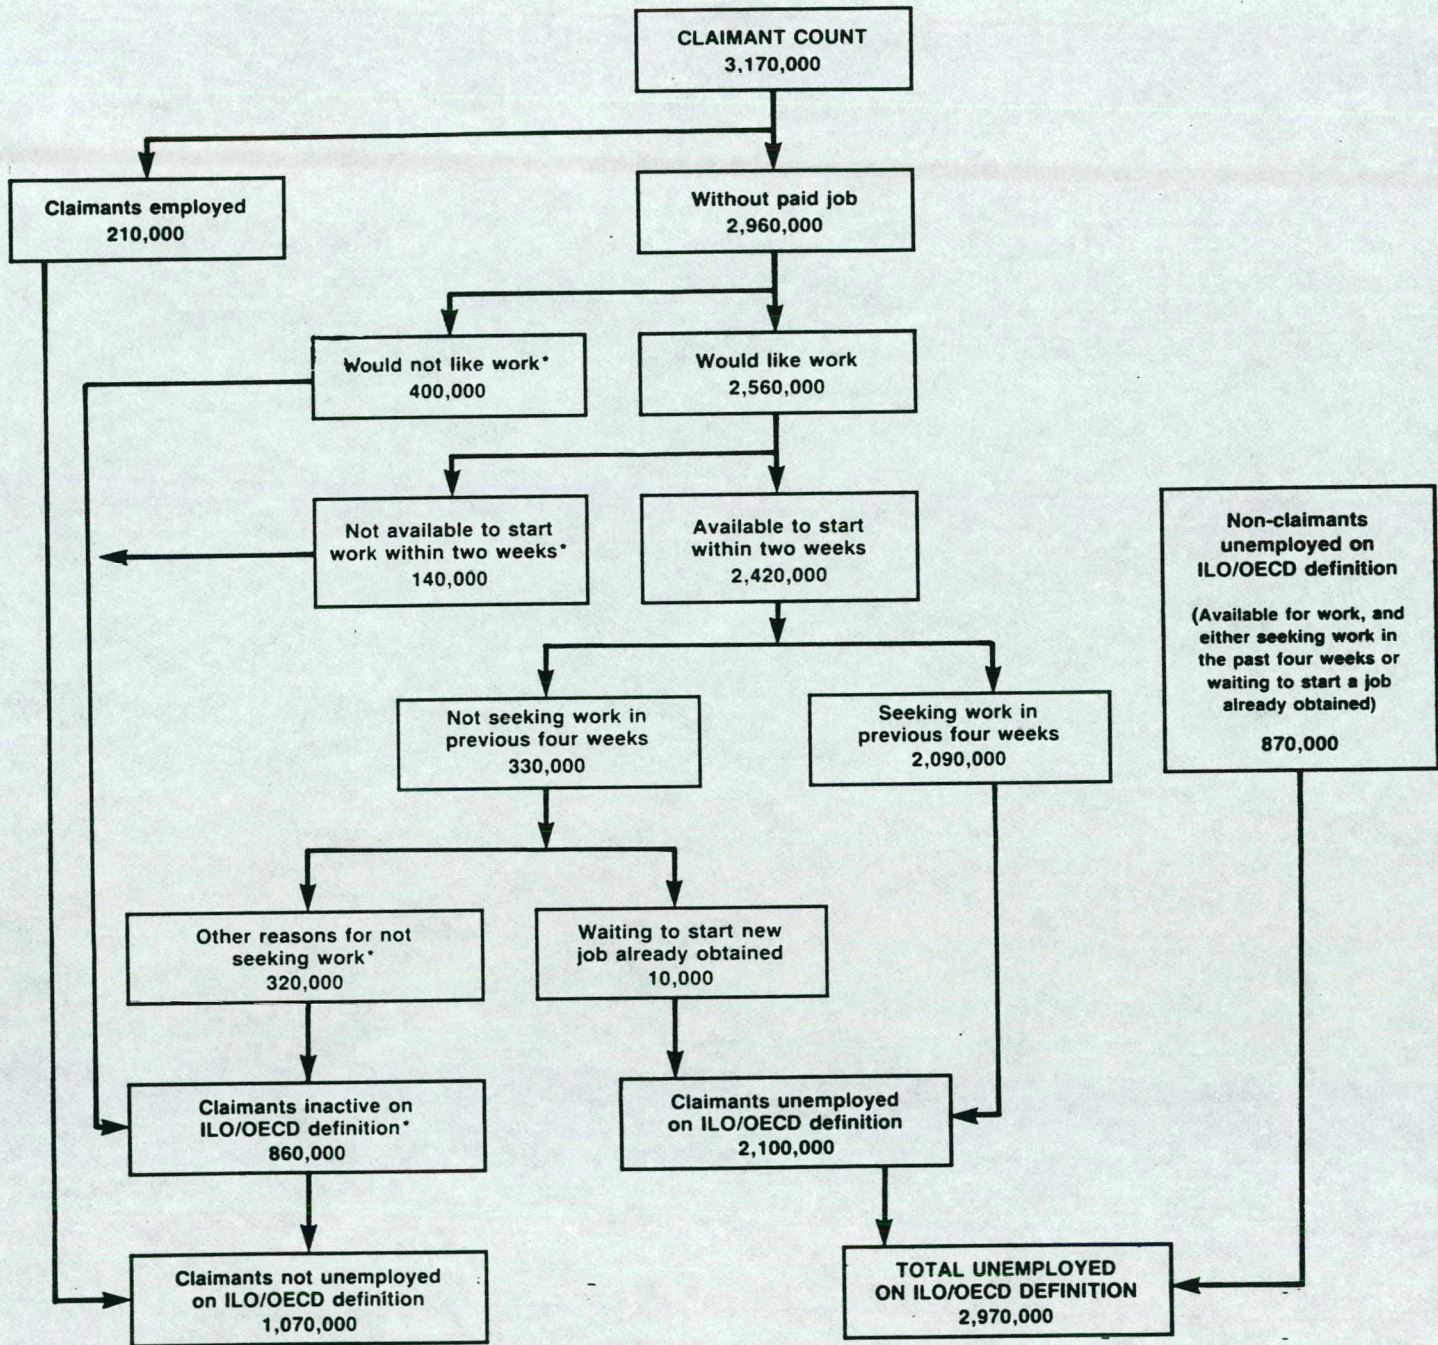 CLAIMANT COUNT
3,170,000
Claimants employed
210,000
Without paid job
2,960,000
Would not like work*
400,000
Would like work
2,560,000
Not available to start
work within two weeks*
140,000
Available to start
within two weeks
2,420,000
Non-claimants
unemployed on
ILO/OECD definition
(Available for work, and
either seeking work in
the past four weeks or
waiting to start a job
already obtained)
870,000
Not seeking work in
previous four weeks
330,000
Seeking work in
previous four weeks
2,090,000
Other reasons for not
seeking work*
320,000
Waiting to start new
job already obtained
10,000
Claimants inactive on
ILO/OECD definition*
860,000
Claimants unemployed
on ILO/OECD definition
2,100,000
Claimants not unemployed
on ILO/OECD definition
1,070,000
TOTAL UNEMPLOYED
ON ILO/OECD DEFINITION
2,970,000